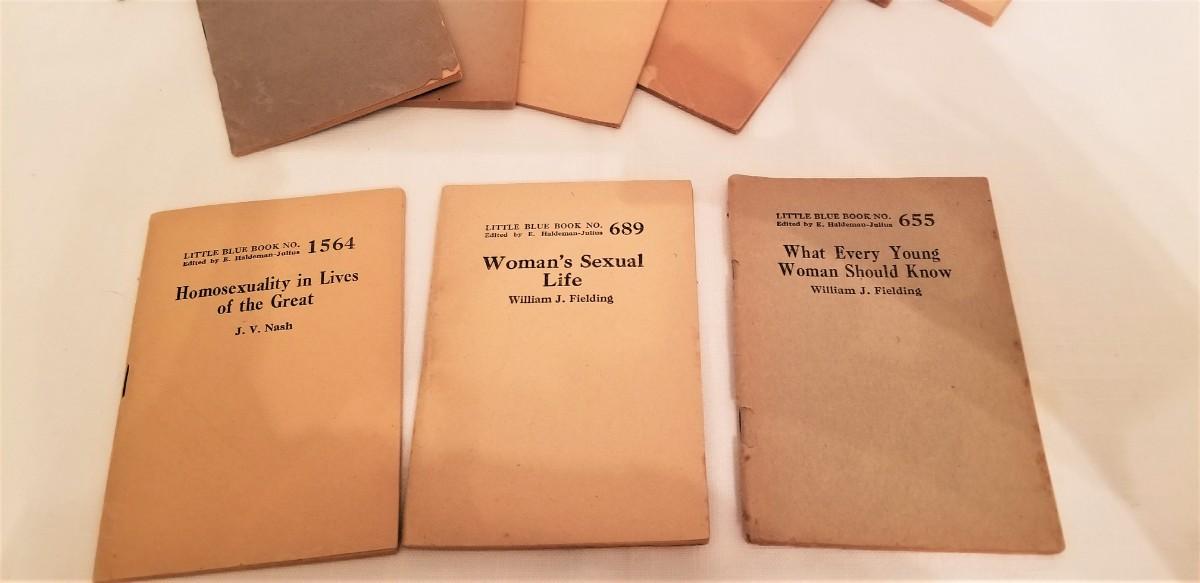 LITTLE BLUE BOOK NO. 1564
Edited by E. Haldeman-Julius
Homosexuality in Lives
of the Great
J. V. Nash
LITTLE BLUE BOOK NO. 689
Edited by E. Haldeman-Julius
Woman's Sexual
Life
William J. Fielding
LITTLE BLUE BOOK NO. 655
Edited by E. Haldeman-Julius
What Every Young
Woman Should Know
William J. Fielding